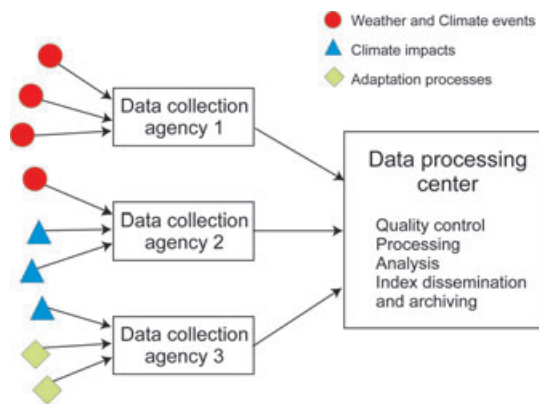 Weather and Climate events
Climate impacts
Adaptation processes
Data collection
agency 1
Data collection
agency 2
Data collection
agency 3
Data processing
center
Quality control
Processing
Analysis
Index dissemination
and archiving